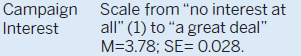 Campaign Interest
Scale from “no interest at all” (1) to “a great deal”
M=3.78; SE= 0.028.